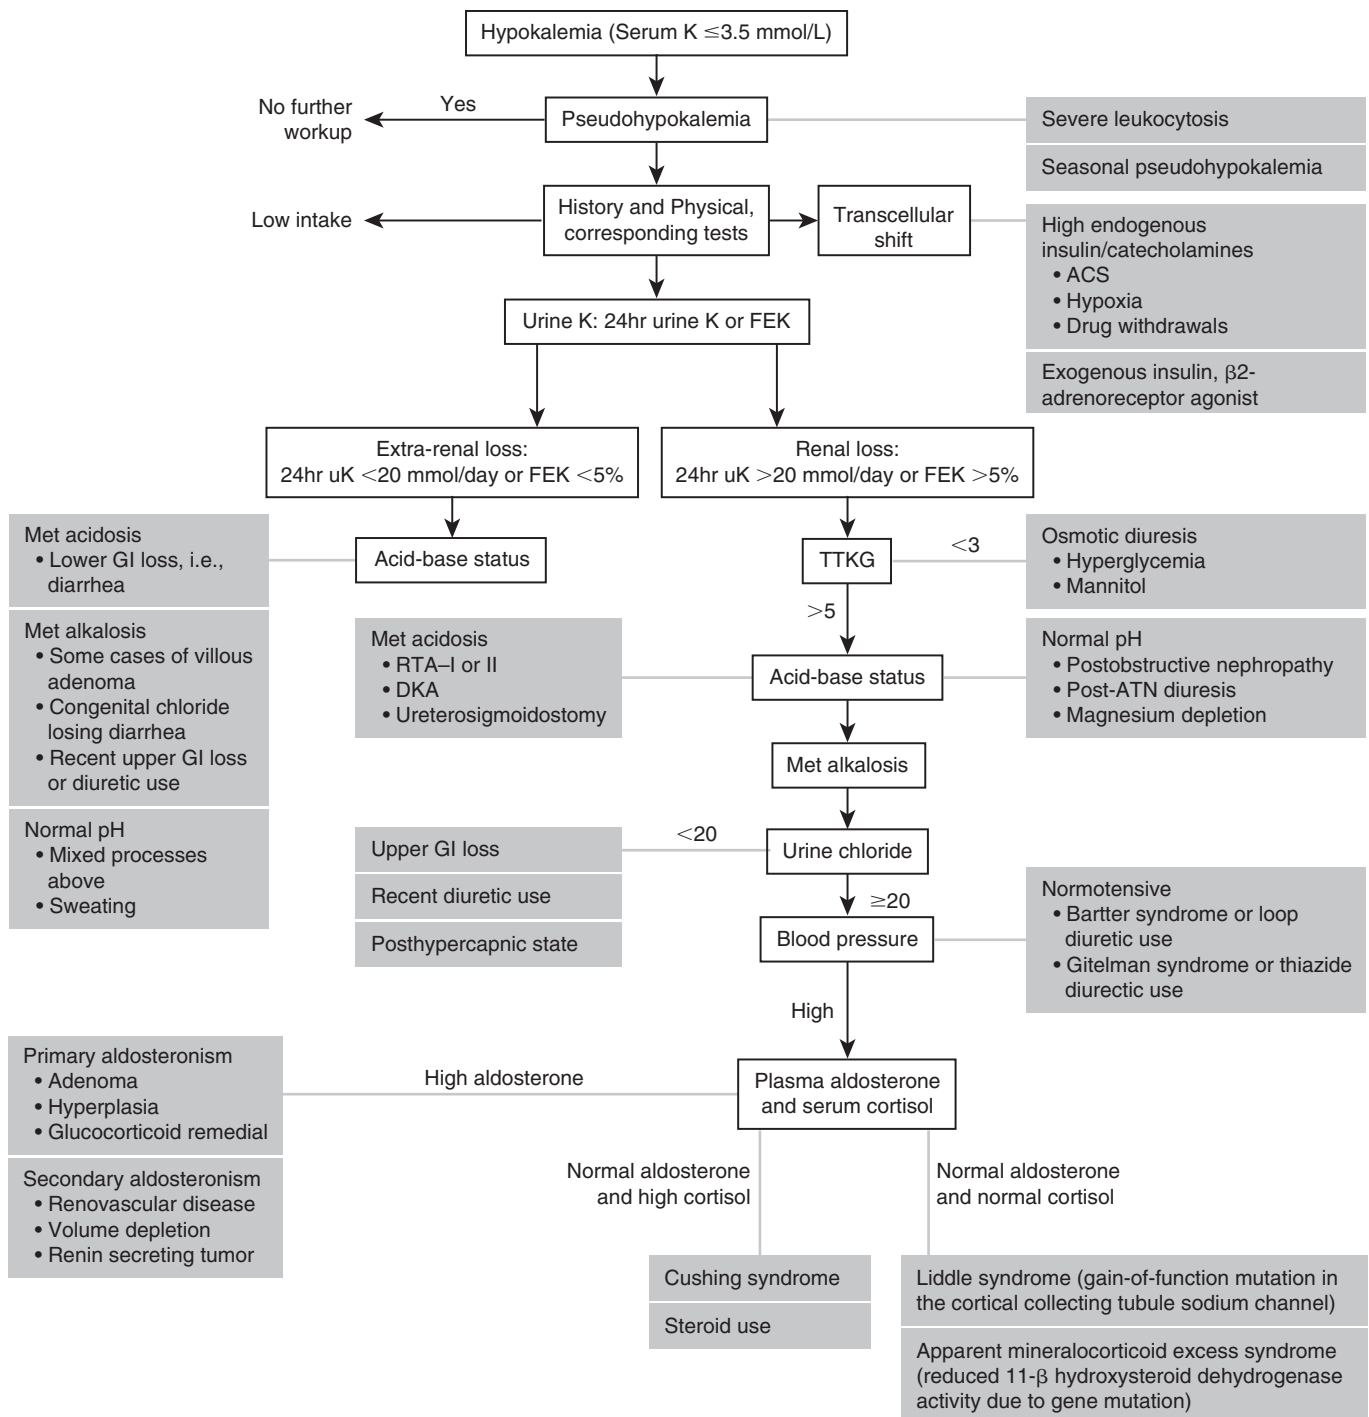 Hypokalemia (Serum K ≤3.5 mmol/L)
No further
workup
Yes
Pseudohypokalemia
Severe leukocytosis
Seasonal pseudohypokalemia
Low intake
History and Physical,
corresponding tests
Transcellular
shift
High endogenous
insulin/catecholamines
• ACS
• Hypoxia
• Drug withdrawals
Exogenous insulin, β2-
adrenoreceptor agonist
Urine K: 24hr urine K or FEK
Extra-renal loss:
24hr uK <20 mmol/day or FEK <5%
Renal loss:
24hr uK >20 mmol/day or FEK >5%
Met acidosis
• Lower GI loss, i.e.,
diarrhea
Met alkalosis
• Some cases of villous
adenoma
• Congenital chloride
losing diarrhea
• Recent upper GI loss
or diuretic use
Normal pH
• Mixed processes
above
• Sweating
Acid-base status
TTKG
<3
Osmotic diuresis
• Hyperglycemia
• Mannitol
>5
Met acidosis
• RTA–I or II
• DKA
• Ureterosigmoidostomy
Acid-base status
Normal pH
• Postobstructive nephropathy
• Post-ATN diuresis
• Magnesium depletion
Met alkalosis
Upper GI loss
Recent diuretic use
Posthypercapnic state
<20
Urine chloride
≥20
Blood pressure
Normotensive
• Bartter syndrome or loop
diuretic use
• Gitelman syndrome or thiazide
diurectic use
High
Primary aldosteronism
• Adenoma
• Hyperplasia
• Glucocorticoid remedial
Secondary aldosteronism
• Renovascular disease
• Volume depletion
• Renin secreting tumor
High aldosterone
Plasma aldosterone
and serum cortisol
Normal aldosterone
and high cortisol
Normal aldosterone
and normal cortisol
Cushing syndrome
Steroid use
Liddle syndrome (gain-of-function mutation in
the cortical collecting tubule sodium channel)
Apparent mineralocorticoid excess syndrome
(reduced 11-β hydroxysteroid dehydrogenase
activity due to gene mutation)